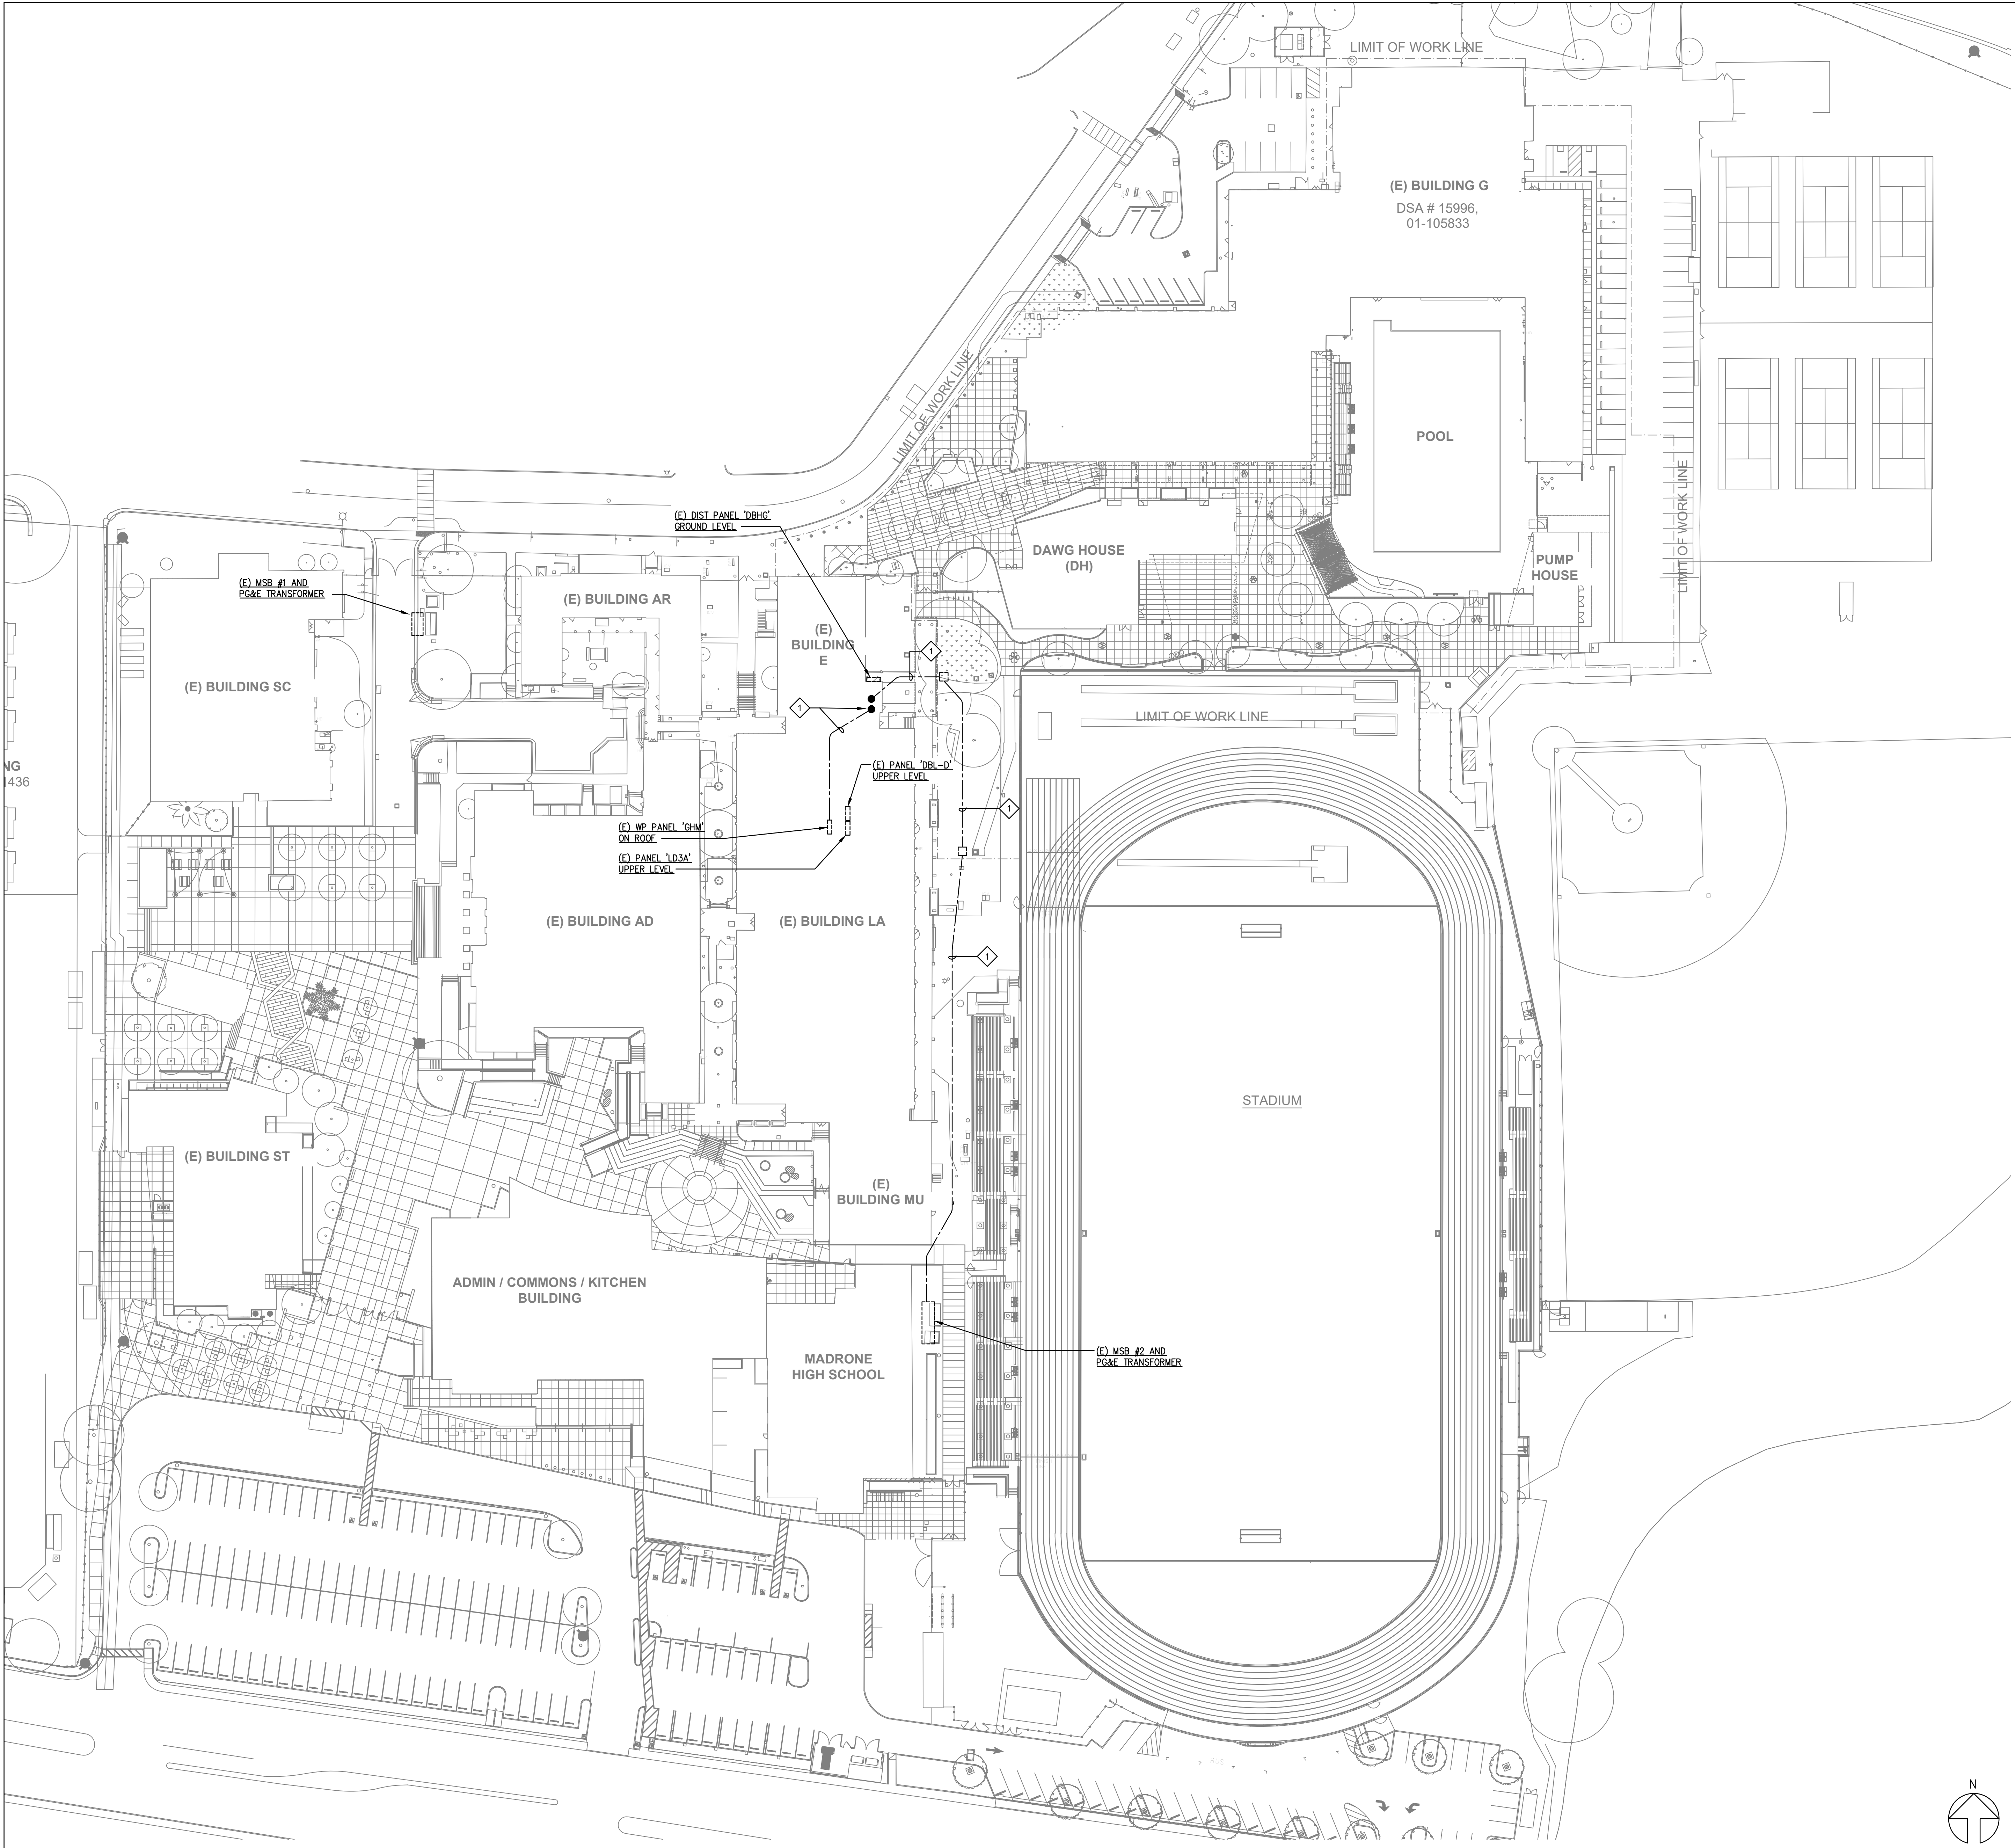 LIMIT OF WORK LINE
(E) BUILDING G
DSA # 15996,
01-105833
LIMIT OF WORK LINE
POOL
LIMIT OF WORK LINE
(E) DIST PANEL 'DBHG'
GROUND LEVEL
DAWG HOUSE
(DH)
PUMP
HOUSE
(E) MSB #1 AND
PG&E TRANSFORMER
(E) BUILDING AR
(E)
BUILDING
E
1
(E) BUILDING SC
1
LIMIT OF WORK LINE
NG
1436
(E) PANEL 'DBL-D'
UPPER LEVEL
1
(E) WP PANEL 'GHM'
ON ROOF
(E) PANEL 'LD3A'
UPPER LEVEL
(E) BUILDING AD
(E) BUILDING LA
1
STADIUM
(E) BUILDING ST
(E)
BUILDING MU
ADMIN / COMMONS / KITCHEN
BUILDING
MADRONE
HIGH SCHOOL
(E) MSB #2 AND
PG&E TRANSFORMER
N